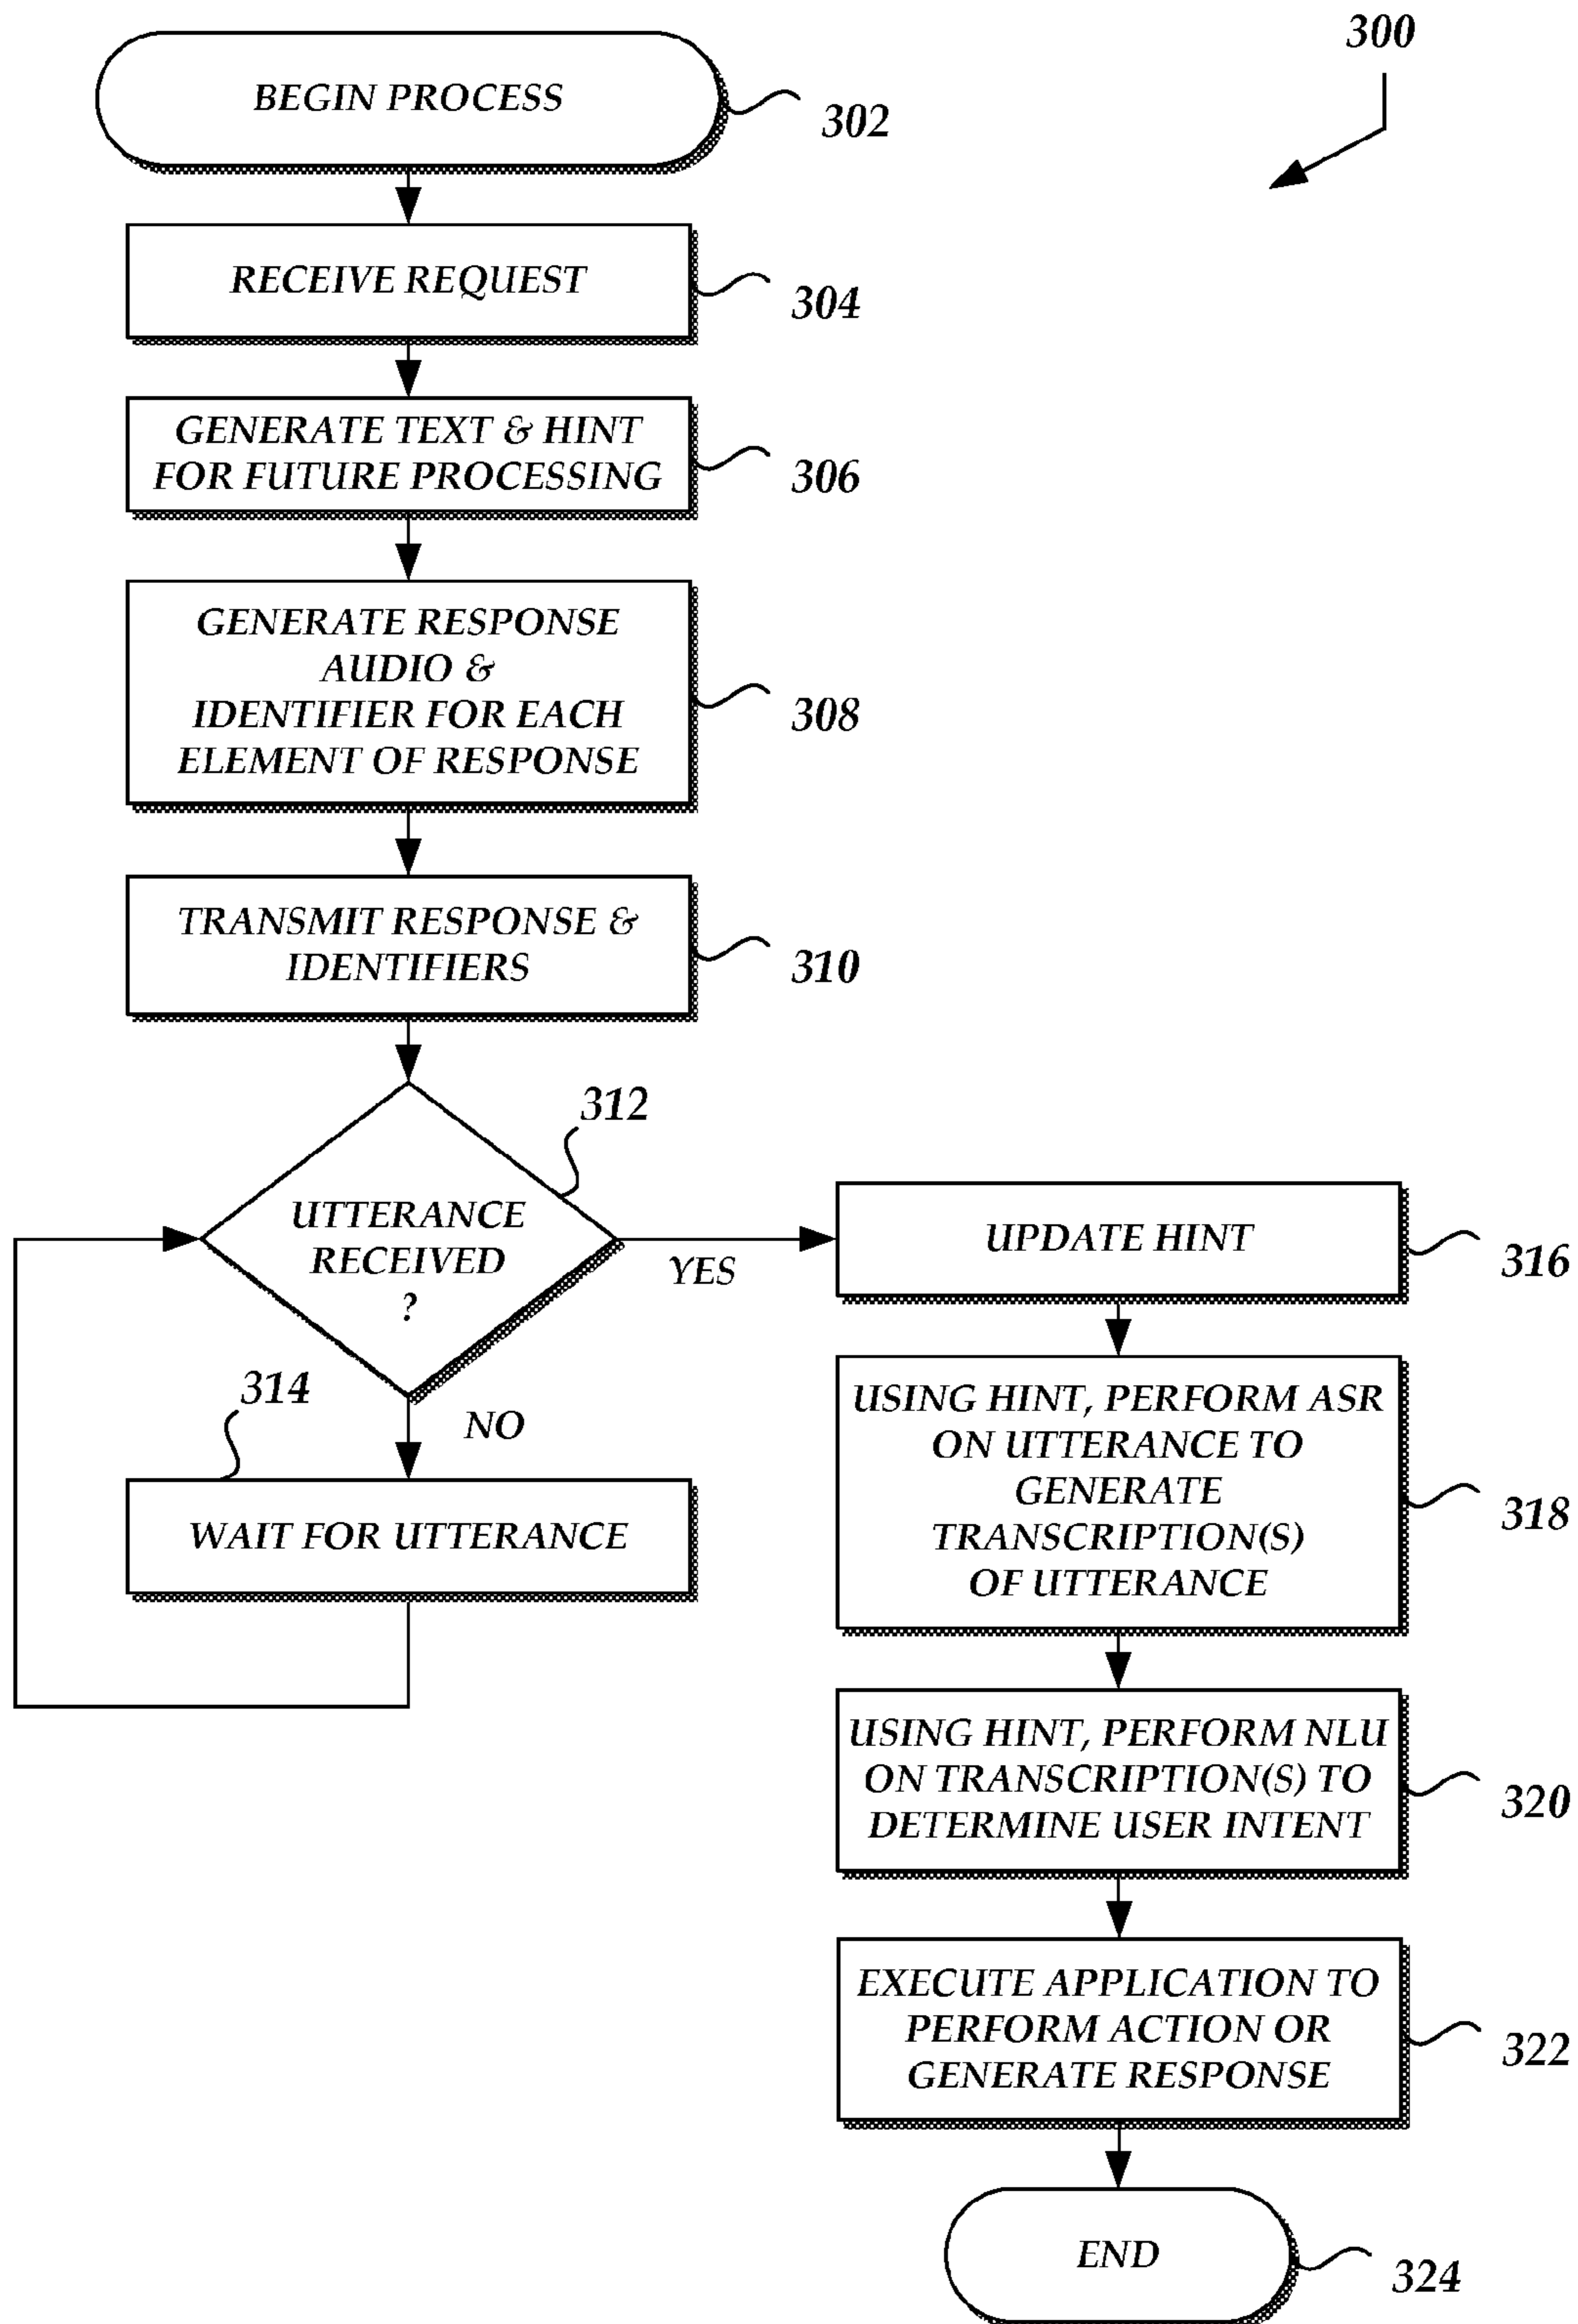 300
BEGIN PROCESS
302
RECEIVE REQUEST
304
GENERATE TEXT & HINT
FOR FUTURE PROCESSING
306
GENERATE RESPONSE
AUDIO &
IDENTIFIER FOR EACH
ELEMENT OF RESPONSE
308
TRANSMIT RESPONSE &
IDENTIFIERS
310
312
UTTERANCE
RECEIVED
?
YES
NO
314
WAIT FOR UTTERANCE
UPDATE HINT
316
USING HINT, PERFORM ASR
ON UTTERANCE TO
GENERATE
TRANSCRIPTION(S)
OF UTTERANCE
318
USING HINT, PERFORM NLU
ON TRANSCRIPTION(S) TO
DETERMINE USER INTENT
320
EXECUTE APPLICATION TO
PERFORM ACTION OR
GENERATE RESPONSE
322
END
324